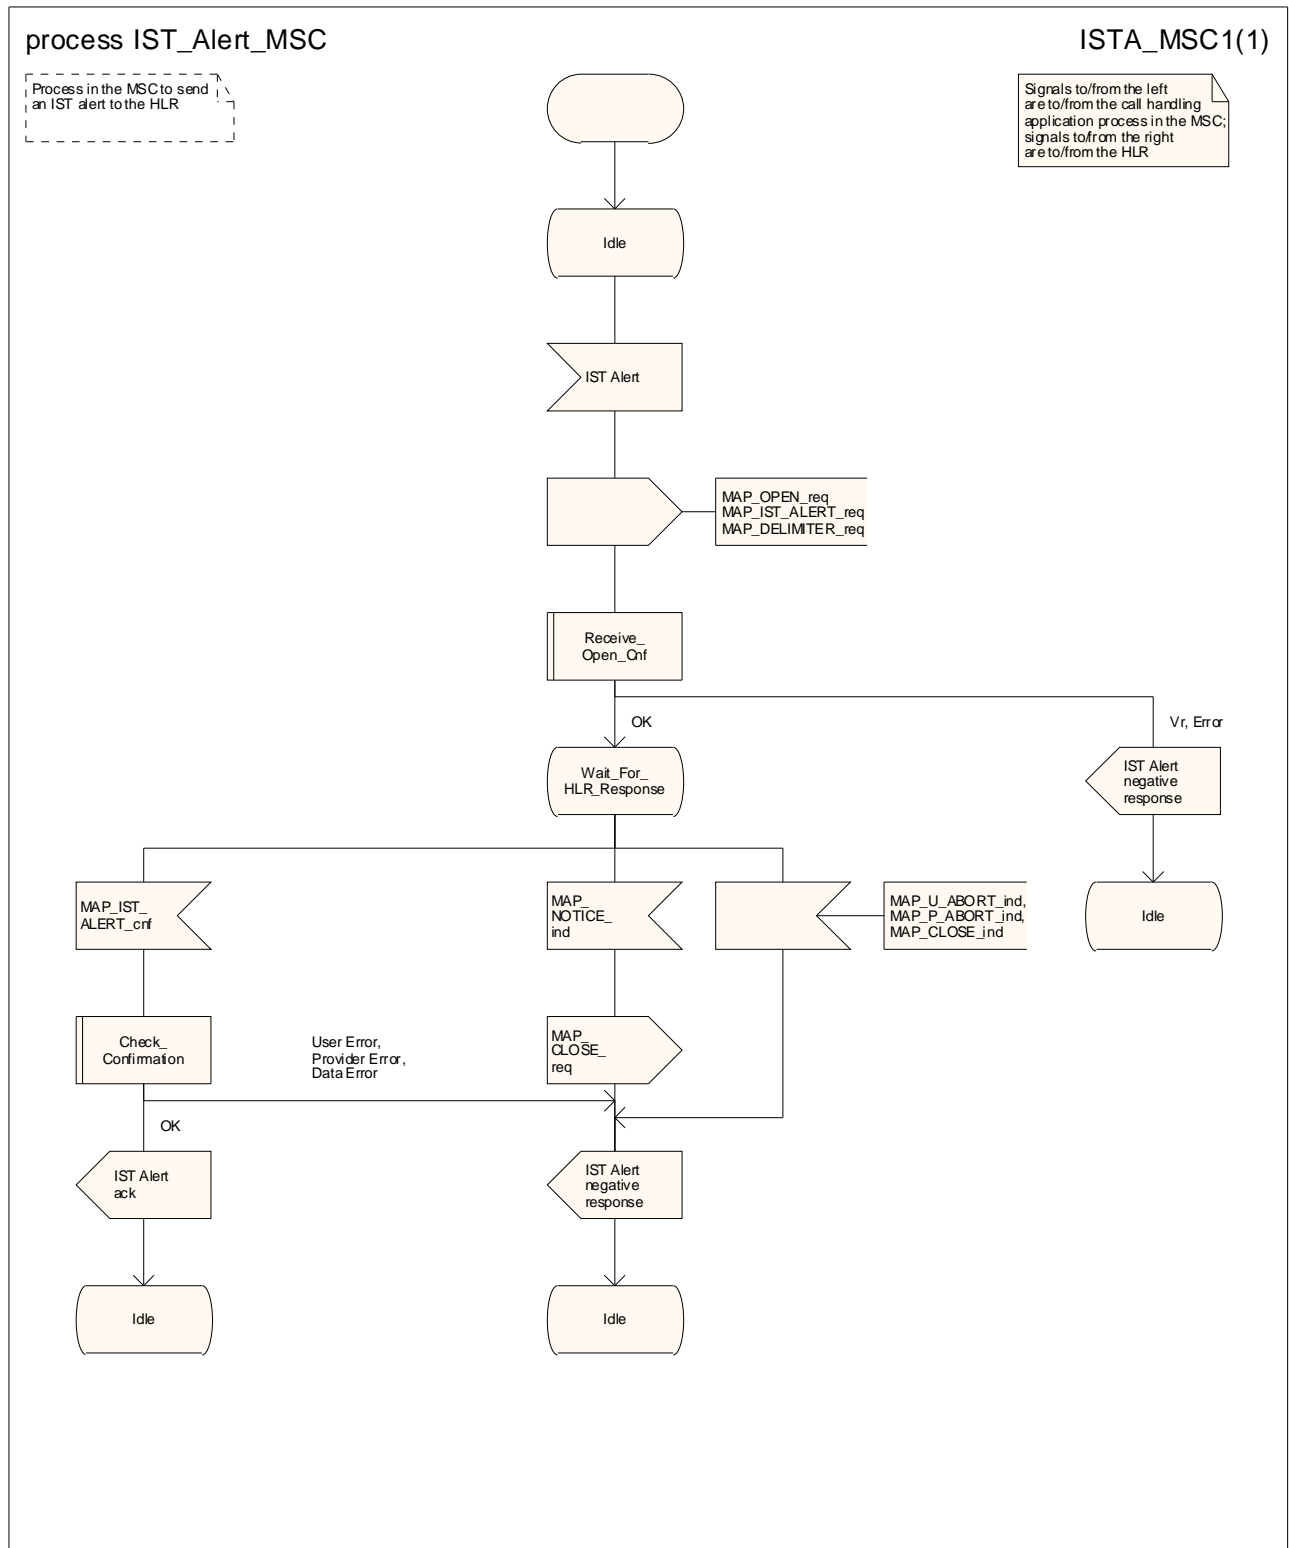 process IST_Alert_MSC
ISTA_MSC1(1)
Process in the MSC to send
an IST alert to the HLR
Signals to/from the left
are to/from the call handling
application process in the MSC;
signals to/from the right
are to/from the HLR
Idle
IST Alert
MAP_OPEN_req
MAP_IST_ALERT_req
MAP_DELIMITER_req
Receive_
Open_Cnf
OK
Vr, Error
Wait_For_
HLR_Response
IST Alert
negative
response
MAP_IST_
ALERT_cnf
MAP_
NOTICE_
ind
MAP_U_ABORT_ind,
MAP_P_ABORT_ind,
MAP_CLOSE_ind
Idle
Check_
Confirmation
User Error,
Provider Error,
Data Error
MAP_
CLOSE_
req
OK
IST Alert
ack
IST Alert
negative
response
Idle
Idle